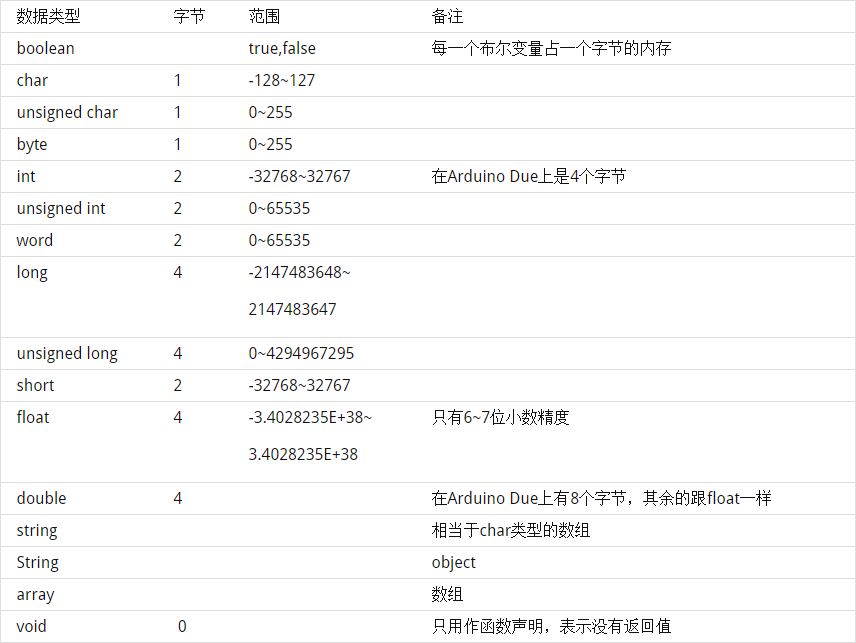 数据类型 字节 范围 备注
boolean true,false 每一个布尔变量占一个字节的内存
char 1 -128~127
unsigned char 1 0~255
byte 1 0~255
int 2 -32768~32767 在Arduino Due上是4个字节
unsigned int 2 0~65535
word 2 0~65535
long 4 -2147483648~
2147483647
unsigned long 4 0~4294967295
short 2 -32768~32767
float 4 -3.4028235E+38~ 只有6~7位小数精度
3.4028235E+38
double 4 在Arduino Due上有8个字节，其余的跟float一样
string 相当于char类型的数组
String object
array 数组
void 0 只用作函数声明，表示没有返回值